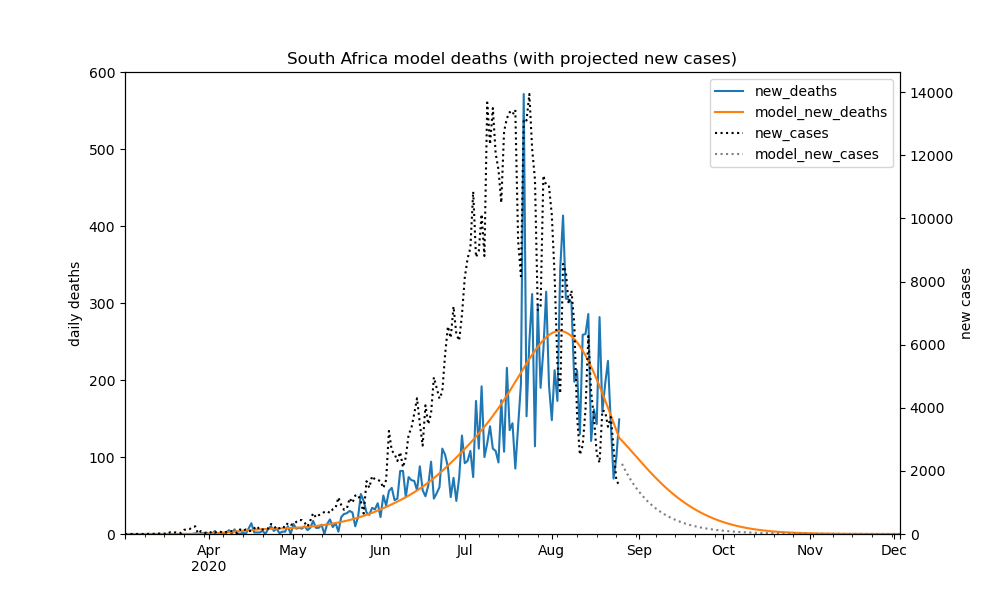 South Africa model deaths (with projected new cases)
600
500
400
300
200
100
0
daily deaths
14000
12000
10000
8000
6000
4000
2000
0
new cases
new_deaths
model_new_deaths
new_cases
model_new_cases
Apr May Jun Jul Aug Sep Oct Nov Dec
2020